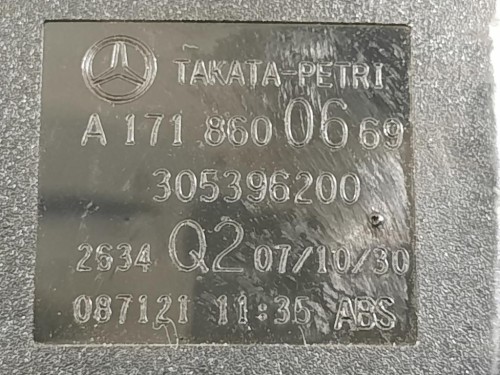 TAKATA-PETRI
A 171 860 06 69
305396200
2634 Q2 07/10/30
087121 11:35 ABS